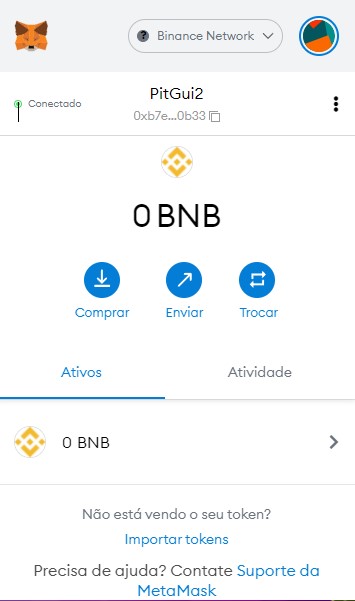 Binance Network
Conectado
PitGui2
0xb7e...0b33
0 BNB
Comprar
Enviar
Trocar
Ativos
Atividade
0 BNB
Não está vendo o seu token?
Importar tokens
Precisa de ajuda? Contate Suporte da
MetaMask